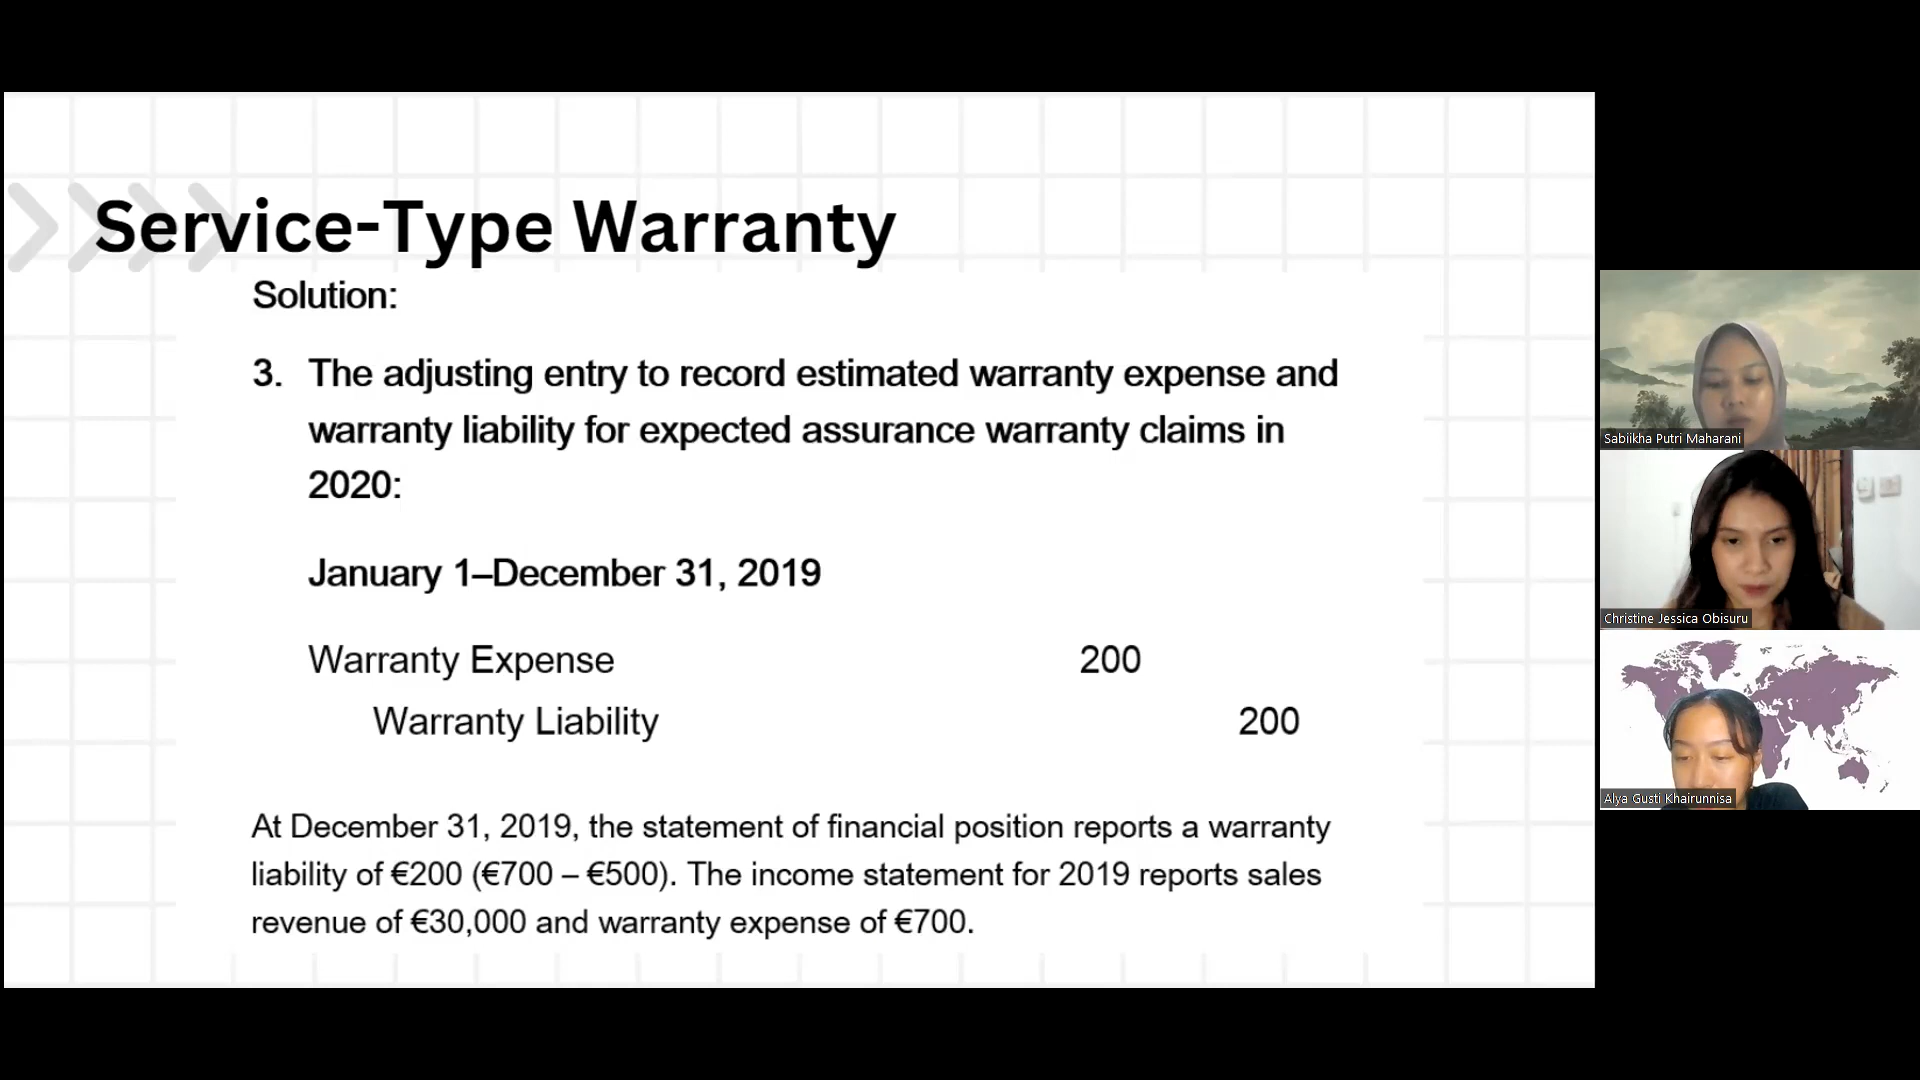 Service-Type Warranty
Solution:
3. The adjusting entry to record estimated warranty expense and
warranty liability for expected assurance warranty claims in
2020:
January 1–December 31, 2019
Warranty Expense 200
Warranty Liability 200
At December 31, 2019, the statement of financial position reports a warranty
liability of €200 (€700 – €500). The income statement for 2019 reports sales
revenue of €30,000 and warranty expense of €700.
Sabiikha Putri Maharani
Christine Jessica Obisuru
Alya Gusti Khairunnisa